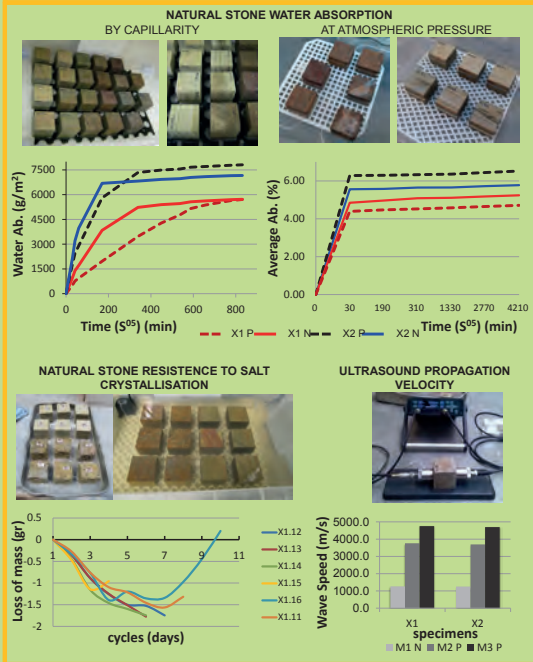 NATURAL STONE WATER ABSORPTION
BY CAPILLARITY
AT ATMOSPHERIC PRESSURE
Water Ab. (g/m²)
7500
6000
4500
3000
1500
0
0 200 400 600 800
Time (S⁰⁵) (min)
Average Ab. (%)
6.00
4.00
2.00
0.00
0 30 190 310 1330 2770 4210
Time (S⁰⁵) (min)
X1 P X1 N X2 P X2 N
NATURAL STONE RESISTENCE TO SALT
CRYSTALLISATION
Loss of mass (gr)
0.5
0
-0.5
-1
-1.5
-2
1 3 5 7 9 11
cycles (days)
X1.12
X1.13
X1.14
X1.15
X1.16
X1.11
ULTRASOUND PROPAGATION
VELOCITY
Wave Speed (m/s)
5000.0
4000.0
3000.0
2000.0
1000.0
0.0
X1 X2
specimens
M1 N M2 P M3 P